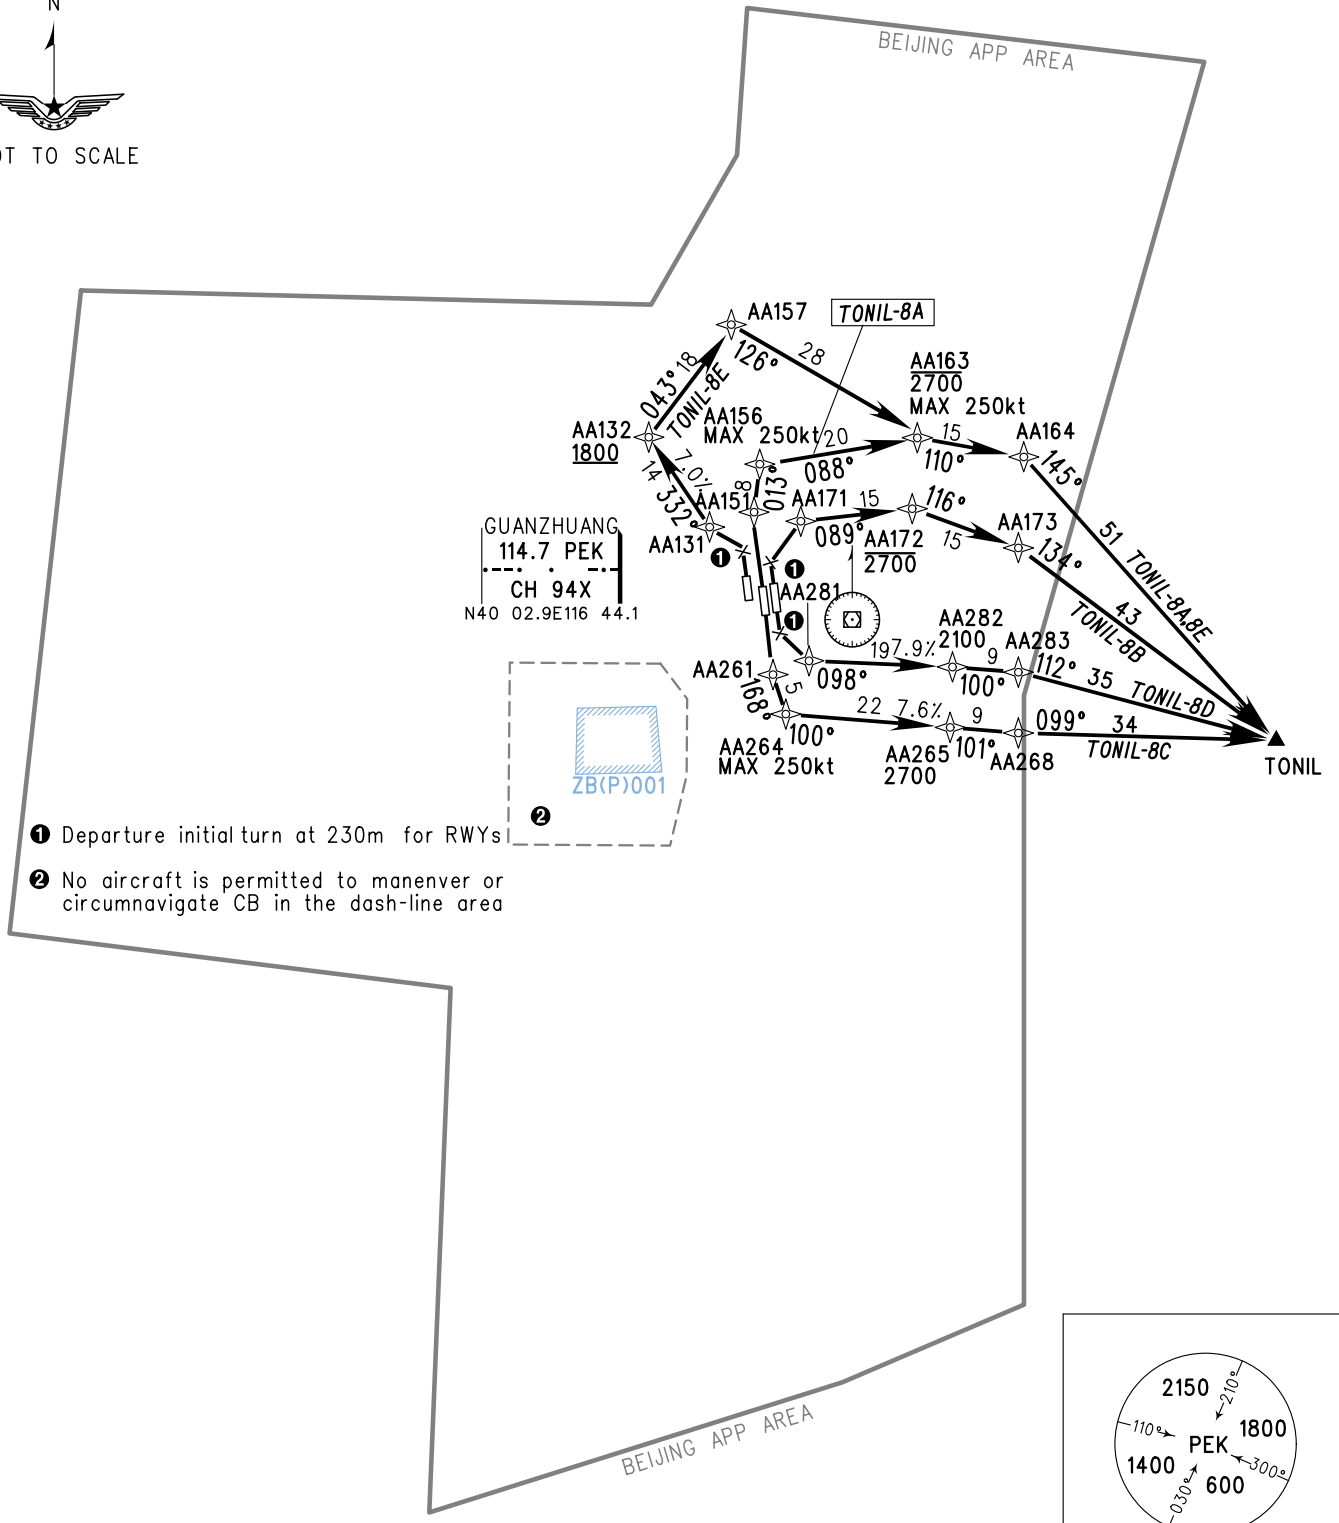 N
OT TO SCALE
BEIJING APP AREA
AA157
TONIL-8A
28
126°
AA163
2700
MAX 250kt
18
043°
TONIL-8E
AA156
MAX 250kt
20
088°
15
110°
AA164
145°
AA132
1800
7.0%
14
332°
8
013°
AA151
AA171
15
089°
116°
15
AA172
2700
AA173
134°
51 TONIL-8A,8E
AA131
❶
❶
GUANZHUANG
114.7 PEK
CH 94X
N40 02.9E116 44.1
AA281
❶
43
TONIL-8B
AA282
2100
AA283
19
7.9%
9
098°
100°
112° 35 TONIL-8D
AA261
168°
5
22 7.6%
9
099° 34
TONIL-8C
AA264
MAX 250kt
100°
AA265
2700
101°
AA268
TONIL
ZB(P)001
❷
❶ Departure initial turn at 230m for RWYs
❷ No aircraft is permitted to manenver or
circumnavigate CB in the dash-line area
BEIJING APP AREA
2150
210°
110°
PEK
1800
1400
300°
600
030°